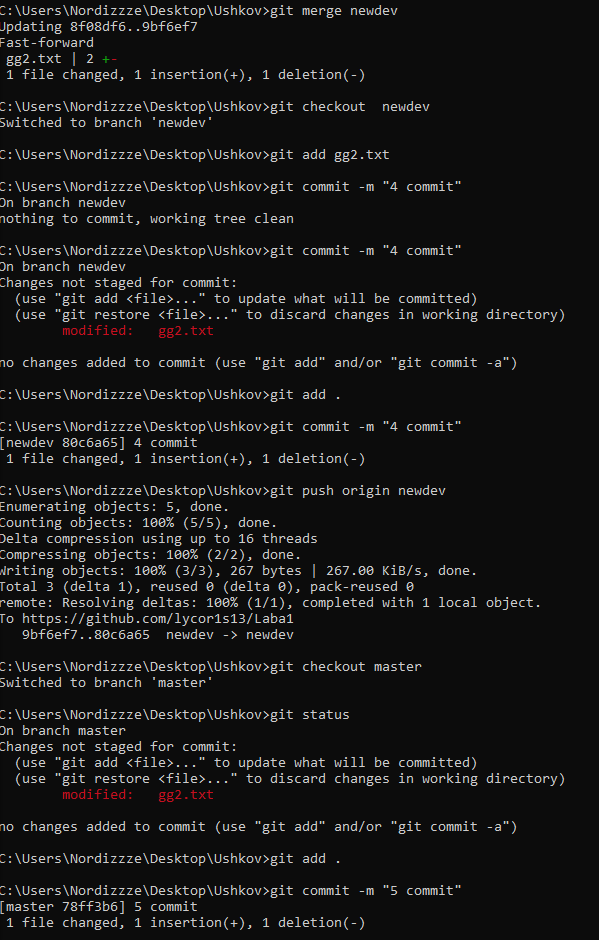 C:\Users\Nordizzze\Desktop\Ushkov>git merge newdev
Updating 8f08df6..9bf6ef7
Fast-forward
 gg2.txt | 2 +-
 1 file changed, 1 insertion(+), 1 deletion(-)
C:\Users\Nordizzze\Desktop\Ushkov>git checkout  newdev
Switched to branch 'newdev'
C:\Users\Nordizzze\Desktop\Ushkov>git add gg2.txt
C:\Users\Nordizzze\Desktop\Ushkov>git commit -m "4 commit"
On branch newdev
nothing to commit, working tree clean
C:\Users\Nordizzze\Desktop\Ushkov>git commit -m "4 commit"
On branch newdev
Changes not staged for commit:
  (use "git add <file>..." to update what will be committed)
  (use "git restore <file>..." to discard changes in working directory)
        modified:   gg2.txt
no changes added to commit (use "git add" and/or "git commit -a")
C:\Users\Nordizzze\Desktop\Ushkov>git add .
C:\Users\Nordizzze\Desktop\Ushkov>git commit -m "4 commit"
[newdev 80c6a65] 4 commit
 1 file changed, 1 insertion(+), 1 deletion(-)
C:\Users\Nordizzze\Desktop\Ushkov>git push origin newdev
Enumerating objects: 5, done.
Counting objects: 100% (5/5), done.
Delta compression using up to 16 threads
Compressing objects: 100% (2/2), done.
Writing objects: 100% (3/3), 267 bytes | 267.00 KiB/s, done.
Total 3 (delta 1), reused 0 (delta 0), pack-reused 0
remote: Resolving deltas: 100% (1/1), completed with 1 local object.
To https://github.com/lycor1s13/Laba1
   9bf6ef7..80c6a65  newdev -> newdev
C:\Users\Nordizzze\Desktop\Ushkov>git checkout master
Switched to branch 'master'
C:\Users\Nordizzze\Desktop\Ushkov>git status
On branch master
Changes not staged for commit:
  (use "git add <file>..." to update what will be committed)
  (use "git restore <file>..." to discard changes in working directory)
        modified:   gg2.txt
no changes added to commit (use "git add" and/or "git commit -a")
C:\Users\Nordizzze\Desktop\Ushkov>git add .
C:\Users\Nordizzze\Desktop\Ushkov>git commit -m "5 commit"
[master 78ff3b6] 5 commit
 1 file changed, 1 insertion(+), 1 deletion(-)